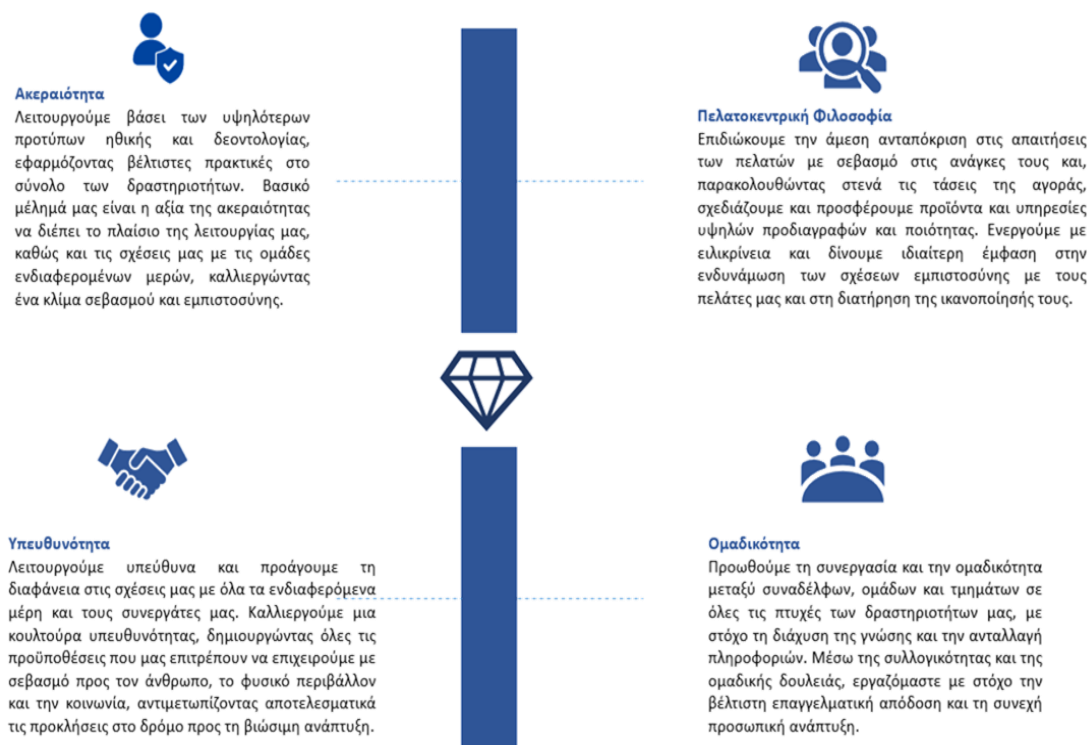 Ακεραιότητα
Λειτουργούμε βάσει των υψηλότερων
προτύπων ηθικής και δεοντολογίας,
εφαρμόζοντας βέλτιστες πρακτικές στο
σύνολο των δραστηριοτήτων. Βασικό
μέλημά μας είναι η αξία της ακεραιότητας
να διέπει το πλαίσιο της λειτουργίας μας,
καθώς και τις σχέσεις μας με τις ομάδες
ενδιαφερομένων μερών, καλλιεργώντας
ένα κλίμα σεβασμού και εμπιστοσύνης.
Πελατοκεντρική Φιλοσοφία
Επιδιώκουμε την άμεση ανταπόκριση στις απαιτήσεις
των πελατών με σεβασμό στις ανάγκες τους και,
παρακολουθώντας στενά τις τάσεις της αγοράς,
σχεδιάζουμε και προσφέρουμε προϊόντα και υπηρεσίες
υψηλών προδιαγραφών και ποιότητας. Ενεργούμε με
ειλικρίνεια και δίνουμε ιδιαίτερη έμφαση στην
ενδυνάμωση των σχέσεων εμπιστοσύνης με τους
πελάτες μας και στη διατήρηση της ικανοποίησής τους.
Υπευθυνότητα
Λειτουργούμε υπεύθυνα και προάγουμε τη
διαφάνεια στις σχέσεις μας με όλα τα ενδιαφερόμενα
μέρη και τους συνεργάτες μας. Καλλιεργούμε μια
κουλτούρα υπευθυνότητας, δημιουργώντας όλες τις
προϋποθέσεις που μας επιτρέπουν να επιχειρούμε με
σεβασμό προς τον άνθρωπο, το φυσικό περιβάλλον
και την κοινωνία, αντιμετωπίζοντας αποτελεσματικά
τις προκλήσεις στο δρόμο προς τη βιώσιμη ανάπτυξη.
Ομαδικότητα
Προωθούμε τη συνεργασία και την ομαδικότητα
μεταξύ συναδέλφων, ομάδων και τμημάτων σε
όλες τις πτυχές των δραστηριοτήτων μας, με
στόχο τη διάχυση της γνώσης και την ανταλλαγή
πληροφοριών. Μέσω της συλλογικότητας και της
ομαδικής δουλειάς, εργαζόμαστε με στόχο την
βέλτιστη επαγγελματική απόδοση και τη συνεχή
προσωπική ανάπτυξη.